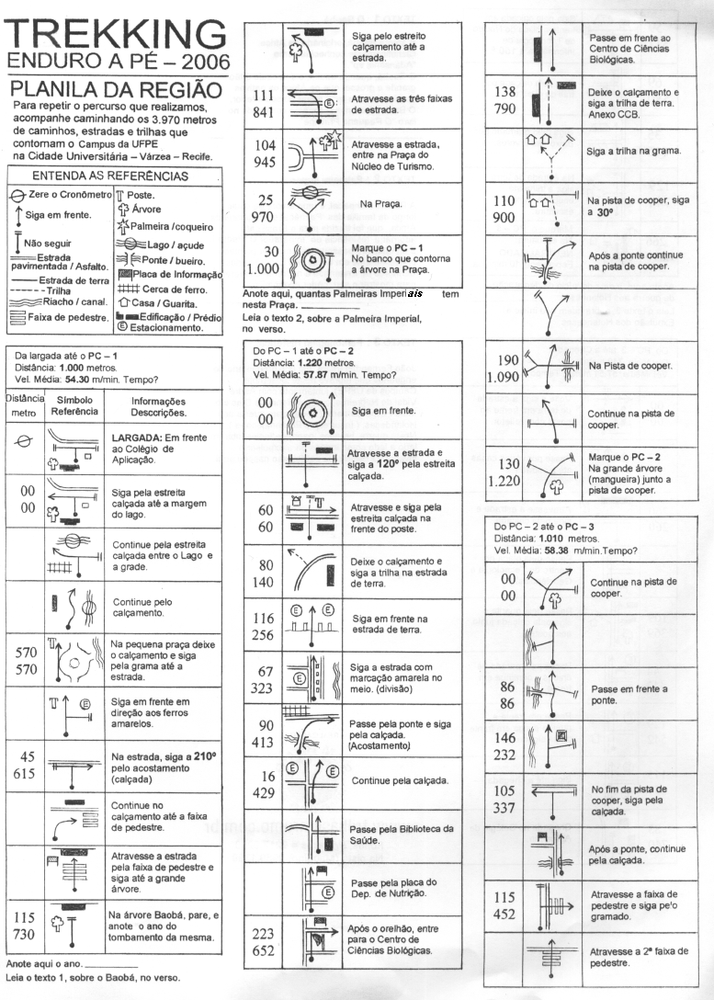 TREKKING
ENDURO A PÉ – 2006
PLANILA DA REGIÃO
Para repetir o percurso que realizamos,
acompanhe caminhando os 3.970 metros
de caminhos, estradas e trilhas que
contornam o Campus da UFPE
na Cidade Universitária – Várzea – Recife.
ENTENDA AS REFERÊNCIAS
Zere o Cronômetro
Siga em frente.
Não seguir
Estrada
pavimentada / Asfalto.
Estrada de terra
Trilha
Riacho / canal.
Faixa de pedestre.
Poste.
Árvore
Palmeira /coqueiro
Lago / açude
Ponte / bueiro.
Placa de Informação
Cerca de ferro.
Casa / Guarita.
Edificação / Prédio
E Estacionamento.
Da largada até o PC – 1
Distância: 1.000 metros.
Vel. Média: 54.30 m/min. Tempo?
Distância
metro
Símbolo
Referência
Informações
Descrições.
LARGADA: Em frente
ao Colégio de
Aplicação.
00
00
Siga pela estreita
calçada até a margem
do lago.
Continue pela estreita
calçada entre o Lago e
a grade.
Continue pelo
calçamento.
570
570
Na pequena praça deixe
o calçamento e siga
pela grama até a
estrada.
E
Siga em frente em
direção aos ferros
amarelos.
45
615
Na estrada, siga a 210º
pelo acostamento
(calçada)
Continue no
calçamento até a faixa
de pedestre.
Atravesse a estrada
pela faixa de pedestre e
siga até a grande
árvore.
115
730
Na árvore Baobá, pare, e
anote o ano do
tombamento da mesma.
Anote aqui o ano.
Leia o texto 1, sobre o Baobá, no verso.
Siga pelo estreito
calçamento até a
estrada.
111
841
E
Atravesse as três faixas
de estrada.
104
945
Atravesse a estrada,
entre na Praça do
Núcleo de Turismo.
25
970
Na Praça.
30
1.000
Marque o PC – 1
No banco que contorna
a árvore na Praça.
Anote aqui, quantas Palmeiras Imperiais tem
nesta Praça.
Leia o texto 2, sobre a Palmeira Imperial,
no verso.
Do PC – 1 até o PC – 2
Distância: 1.220 metros.
Vel. Média: 57.87 m/min. Tempo?
00
00
Siga em frente.
Atravesse a estrada e
siga a 120º pela estreita
calçada.
60
60
Atravesse e siga pela
estreita calçada na
frente do poste.
80
140
Deixe o calçamento e
siga a trilha na estrada
de terra.
116
256
E E
Siga em frente na
estrada de terra.
67
323
E
Siga a estrada com
marcação amarela no
meio. (divisão)
90
413
Passe pela ponte e siga
pela calçada.
(Acostamento)
16
429
E E
Continue pela calçada.
Passe pela Biblioteca da
Saúde.
E
Passe pela placa do
Dep. de Nutrição.
223
652
Após o orelhão, entre
para o Centro de
Ciências Biológicas.
Passe em frente ao
Centro de Ciências
Biológicas.
138
790
Deixe o calçamento e
siga a trilha de terra.
Anexo CCB.
Siga a trilha na grama.
110
900
Na pista de cooper, siga
a 30º
Após a ponte continue
na pista de cooper.
190
1.090
Na Pista de cooper.
Continue na pista de
cooper.
130
1.220
Marque o PC – 2
Na grande árvore
(mangueira) junto a
pista de cooper.
Do PC – 2 até o PC – 3
Distância: 1.010 metros.
Vel. Média: 58.38 m/min.Tempo?
00
00
Continue na pista de
cooper.
86
86
Passe em frente a
ponte.
146
232
105
337
No fim da pista de
cooper, siga pela
calçada.
Após a ponte, continue
pela calçada.
115
452
Atravesse a faixa de
pedestre e siga pelo
gramado.
Atravesse a 2ª faixa de
pedestre.